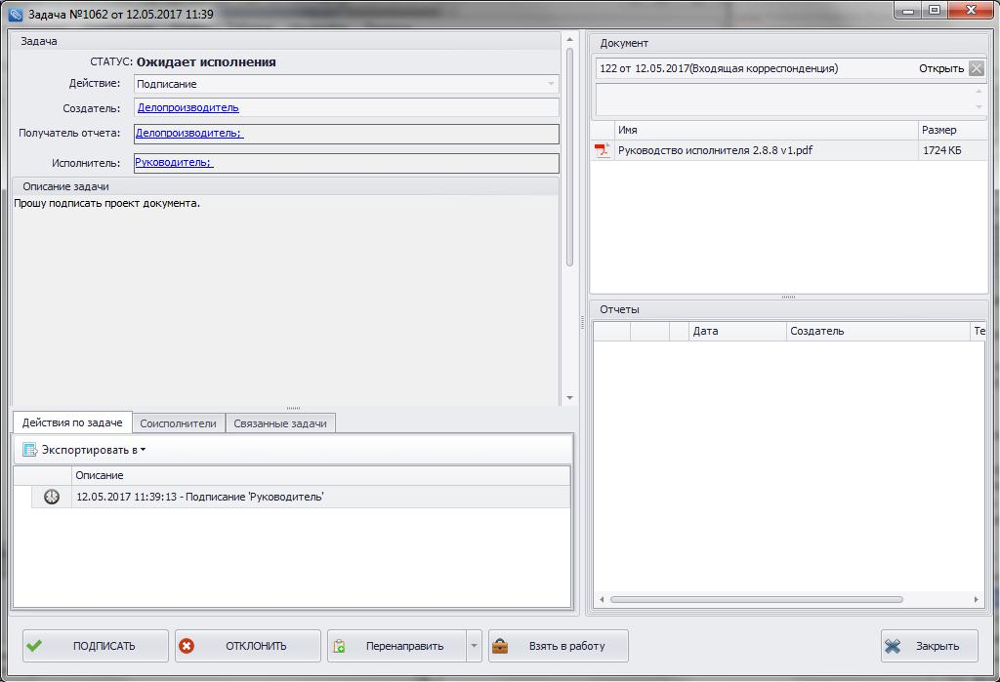 Задача №1062 от 12.05.2017 11:39
Задача
СТАТУС: Ожидает исполнения
Действие: Подписание
Создатель: Делопроизводитель
Получатель отчета: Делопроизводитель;
Исполнитель: Руководитель;
Описание задачи
Прошу подписать проект документа.
Действия по задаче Соисполнители Связанные задачи
Экспортировать в
Описание
12.05.2017 11:39:13 - Подписание 'Руководитель'
Документ
122 от 12.05.2017(Входящая корреспонденция) Открыть
Имя Размер
Руководство исполнителя 2.8.8 v1.pdf 1724 КБ
Отчеты
Дата Создатель Те
ПОДПИСАТЬ ОТКЛОНИТЬ Перенаправить Взять в работу Закрыть